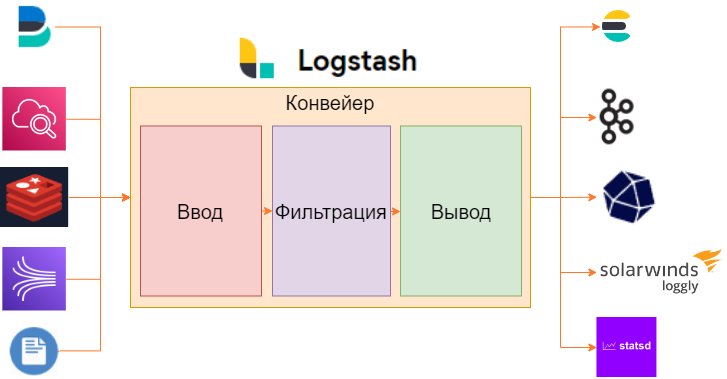 Logstash
Конвейер
Ввод
Фильтрация
Вывод
solarwinds
loggly
statsd